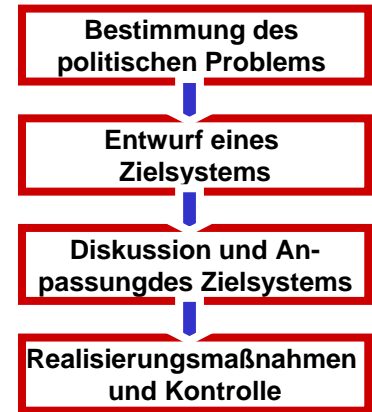 Bestimmung des
politischen Problems
Entwurf eines
Zielsystems
Diskussion und An-
passungdes Zielsystems
Realisierungsmaßnahmen
und Kontrolle